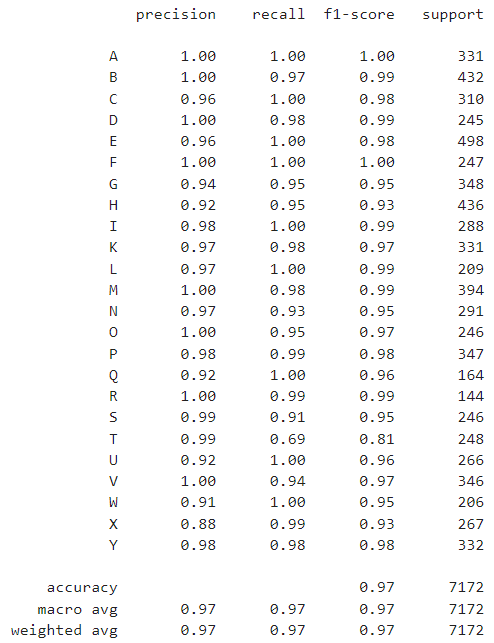 precision recall f1-score support
A 1.00 1.00 1.00 331
B 1.00 0.97 0.99 432
C 0.96 1.00 0.98 310
D 1.00 0.98 0.99 245
E 0.96 1.00 0.98 498
F 1.00 1.00 1.00 247
G 0.94 0.95 0.95 348
H 0.92 0.95 0.93 436
I 0.98 1.00 0.99 288
K 0.97 0.98 0.97 331
L 0.97 1.00 0.99 209
M 1.00 0.98 0.99 394
N 0.97 0.93 0.95 291
O 1.00 0.95 0.97 246
P 0.98 0.99 0.98 347
Q 0.92 1.00 0.96 164
R 1.00 0.99 0.99 144
S 0.99 0.91 0.95 246
T 0.99 0.69 0.81 248
U 0.92 1.00 0.96 266
V 1.00 0.94 0.97 346
W 0.91 1.00 0.95 206
X 0.88 0.99 0.93 267
Y 0.98 0.98 0.98 332
accuracy 0.97 7172
macro avg 0.97 0.97 0.97 7172
weighted avg 0.97 0.97 0.97 7172